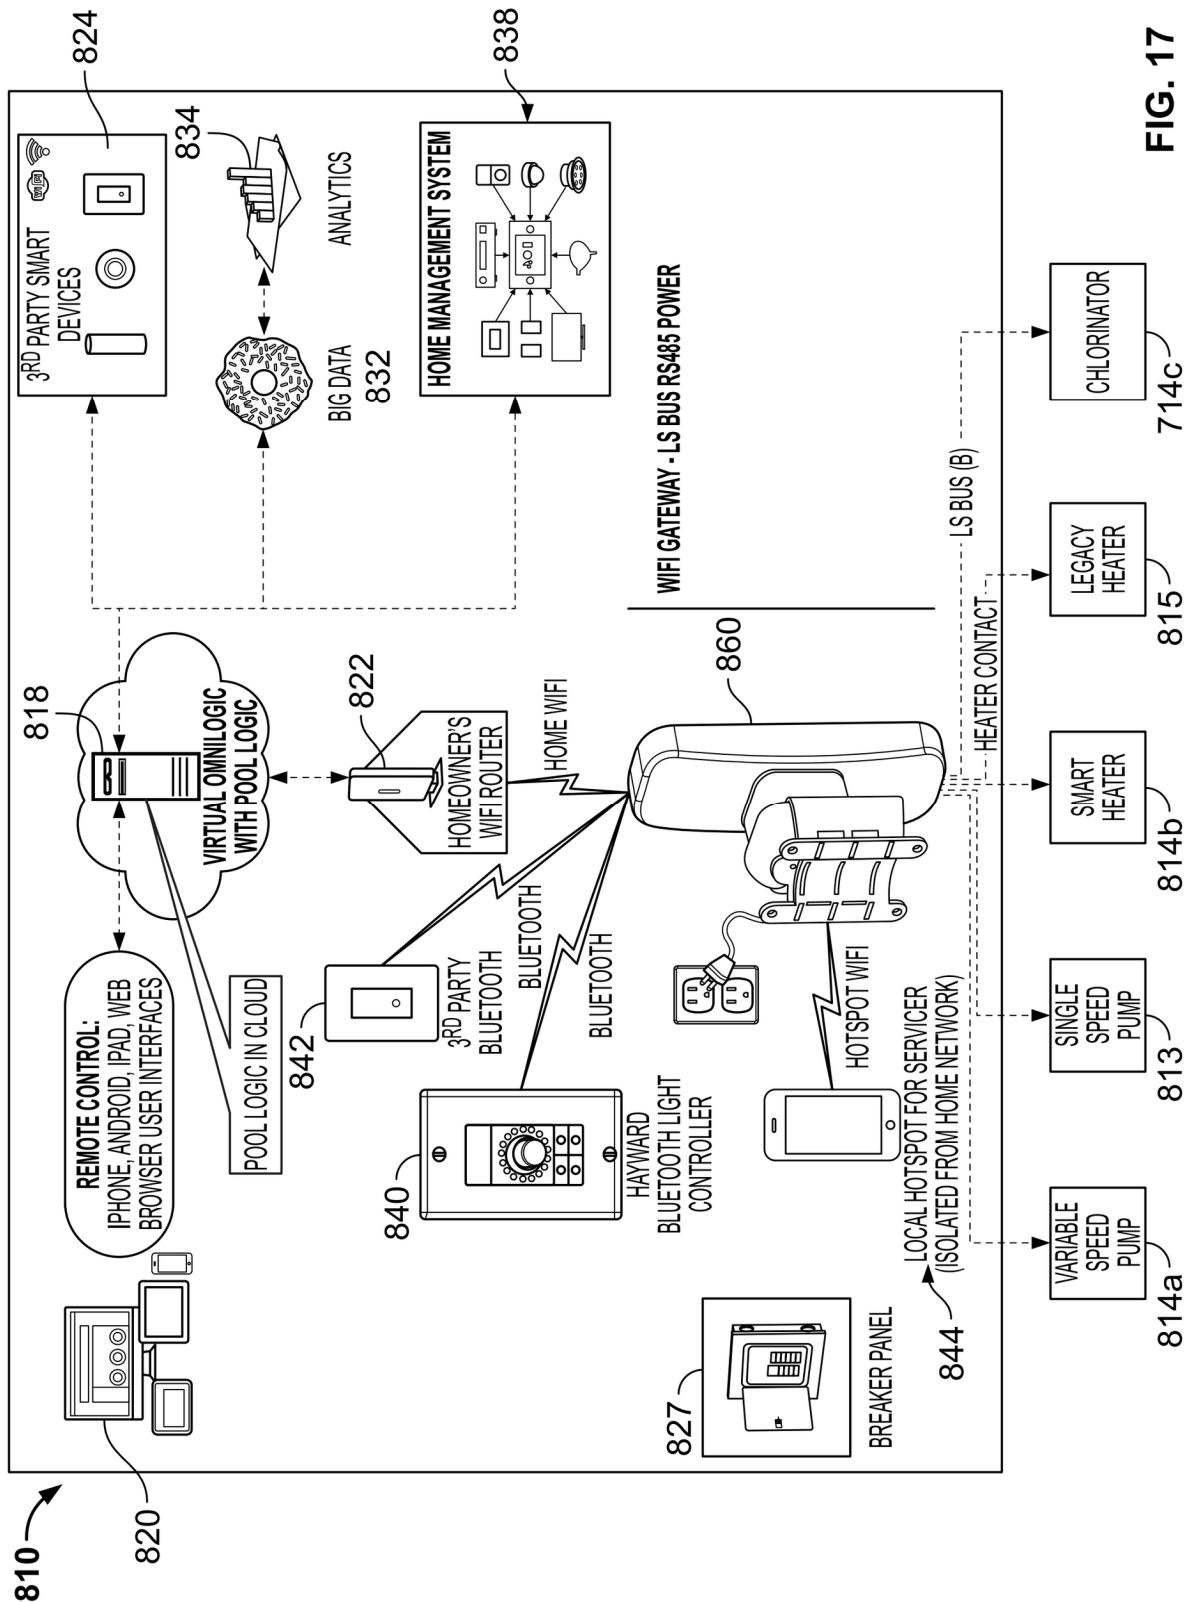 810
820
REMOTE CONTROL:
IPHONE, ANDROID, IPAD, WEB
BROWSER USER INTERFACES
818
VIRTUAL OMNILOGIC
WITH POOL LOGIC
POOL LOGIC IN CLOUD
3RD PARTY SMART
DEVICES
WiFi
824
834
ANALYTICS
BIG DATA
832
HOME MANAGEMENT SYSTEM
838
822
HOMEOWNER'S
WIFI ROUTER
HOME WIFI
842
3RD PARTY
BLUETOOTH
BLUETOOTH
840
HAYWARD
BLUETOOTH LIGHT
CONTROLLER
BLUETOOTH
860
WIFI GATEWAY - LS BUS RS485 POWER
827
BREAKER PANEL
HOTSPOT WIFI
844
LOCAL HOTSPOT FOR SERVICER
(ISOLATED FROM HOME NETWORK)
LS BUS (B)
HEATER CONTACT
VARIABLE
SPEED
PUMP
814a
SINGLE
SPEED
PUMP
813
SMART
HEATER
814b
LEGACY
HEATER
815
CHLORINATOR
714c
FIG. 17